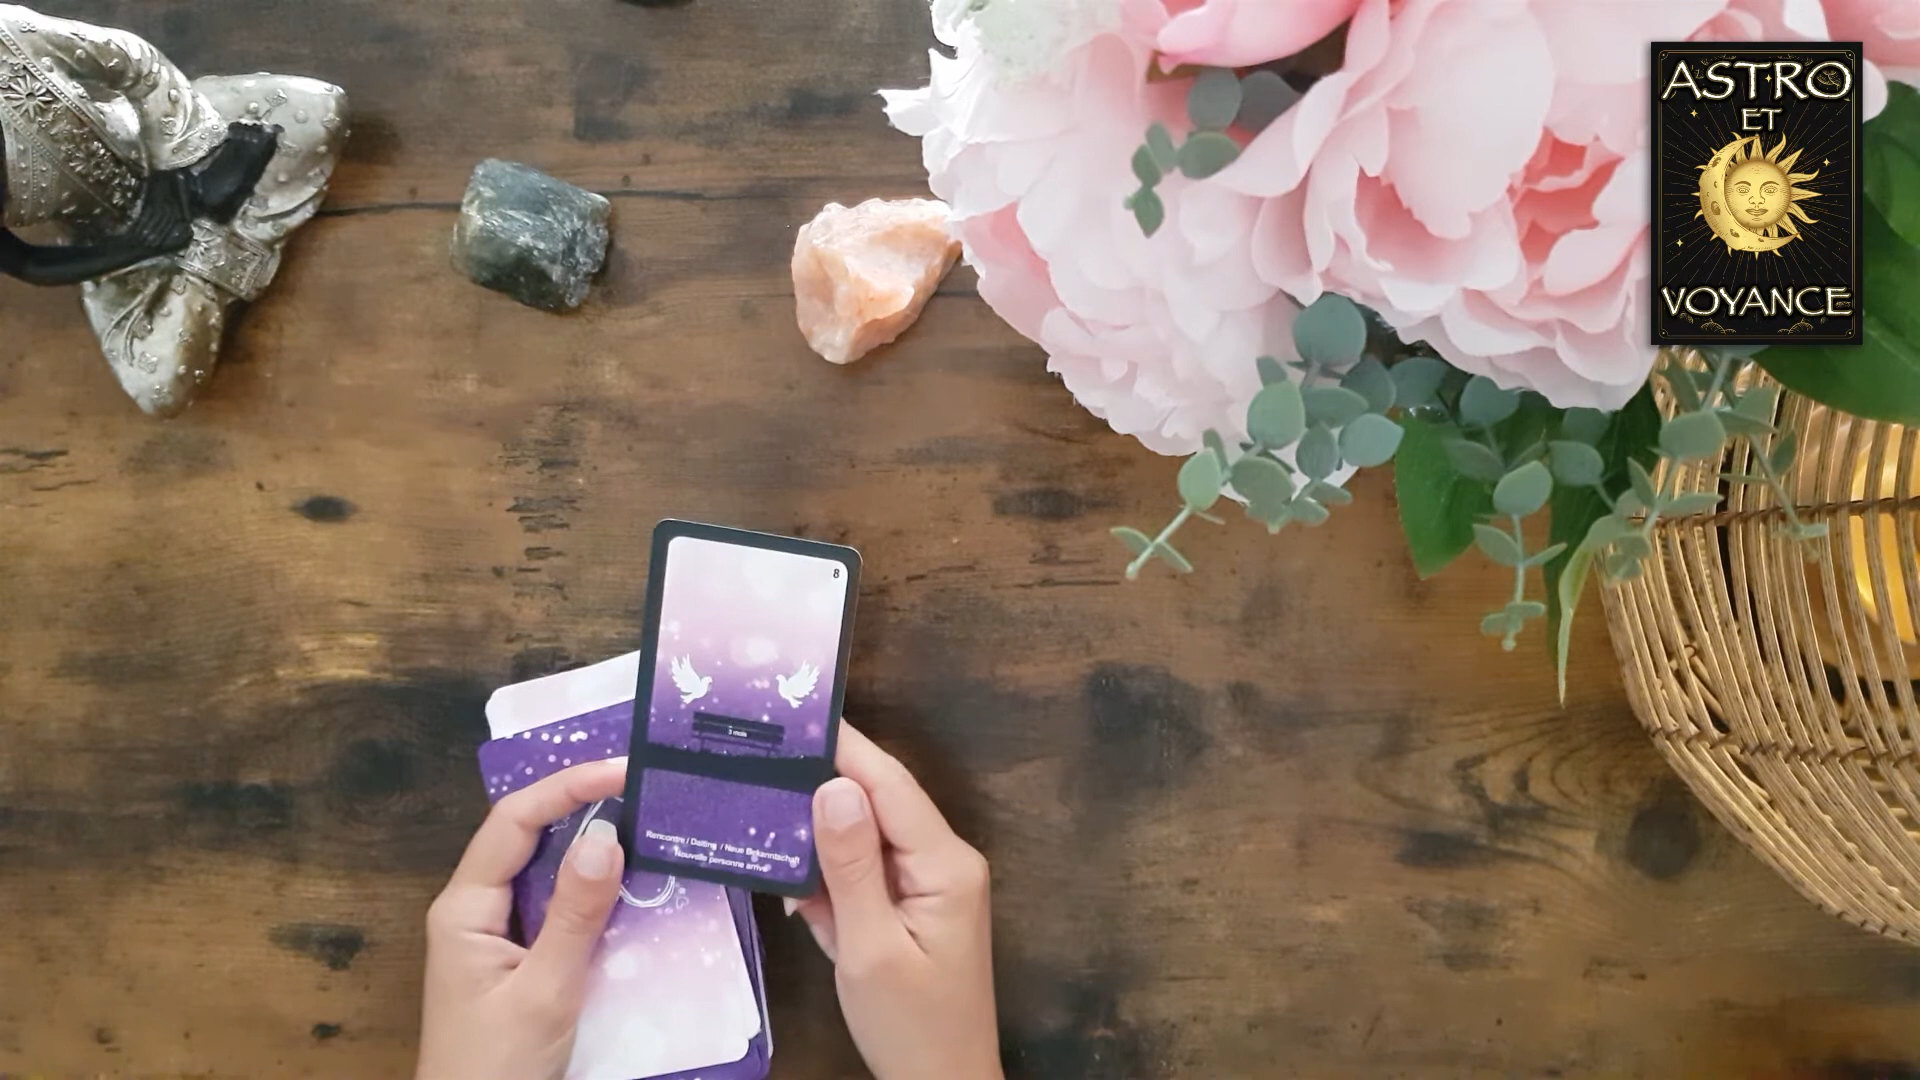 ASTRO
ET
VOYANCE
8
3 mois
Rencontre / Dating / Neue Bekanntschaft
Nouvelle personne arrive